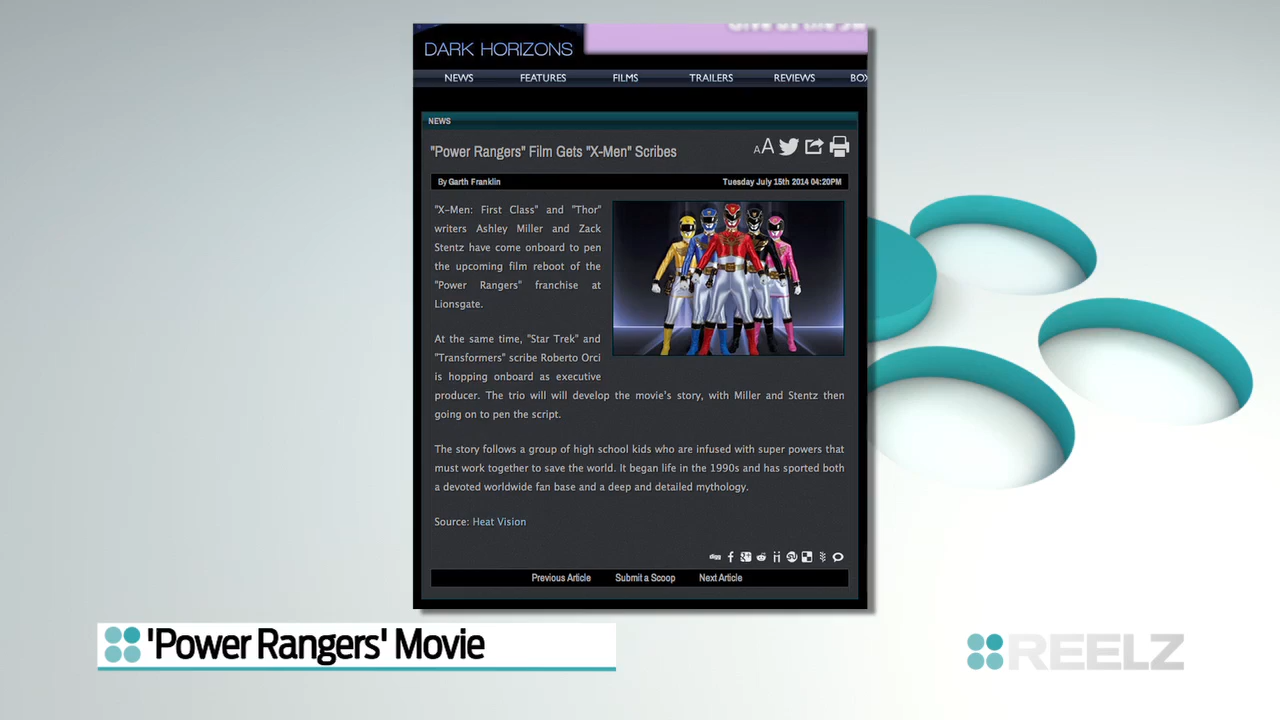 DARK HORIZONS
NEWS FEATURES FILMS TRAILERS REVIEWS BOX
NEWS
"Power Rangers" Film Gets "X-Men" Scribes
AA
By Garth Franklin Tuesday July 15th 2014 04:20PM
"X-Men: First Class" and "Thor"
writers Ashley Miller and Zack
Stentz have come onboard to pen
the upcoming film reboot of the
"Power Rangers" franchise at
Lionsgate.
At the same time, "Star Trek" and
"Transformers" scribe Roberto Orci
is hopping onboard as executive
producer. The trio will will develop the movie's story, with Miller and Stentz then
going on to pen the script.
The story follows a group of high school kids who are infused with super powers that
must work together to save the world. It began life in the 1990s and has sported both
a devoted worldwide fan base and a deep and detailed mythology.
Source: Heat Vision
digg
Previous Article Submit a Scoop Next Article
'Power Rangers' Movie
REELZ